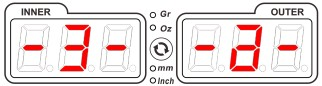 INNER
OUTER
-3-
-a-
Gr
Oz
mm
Inch